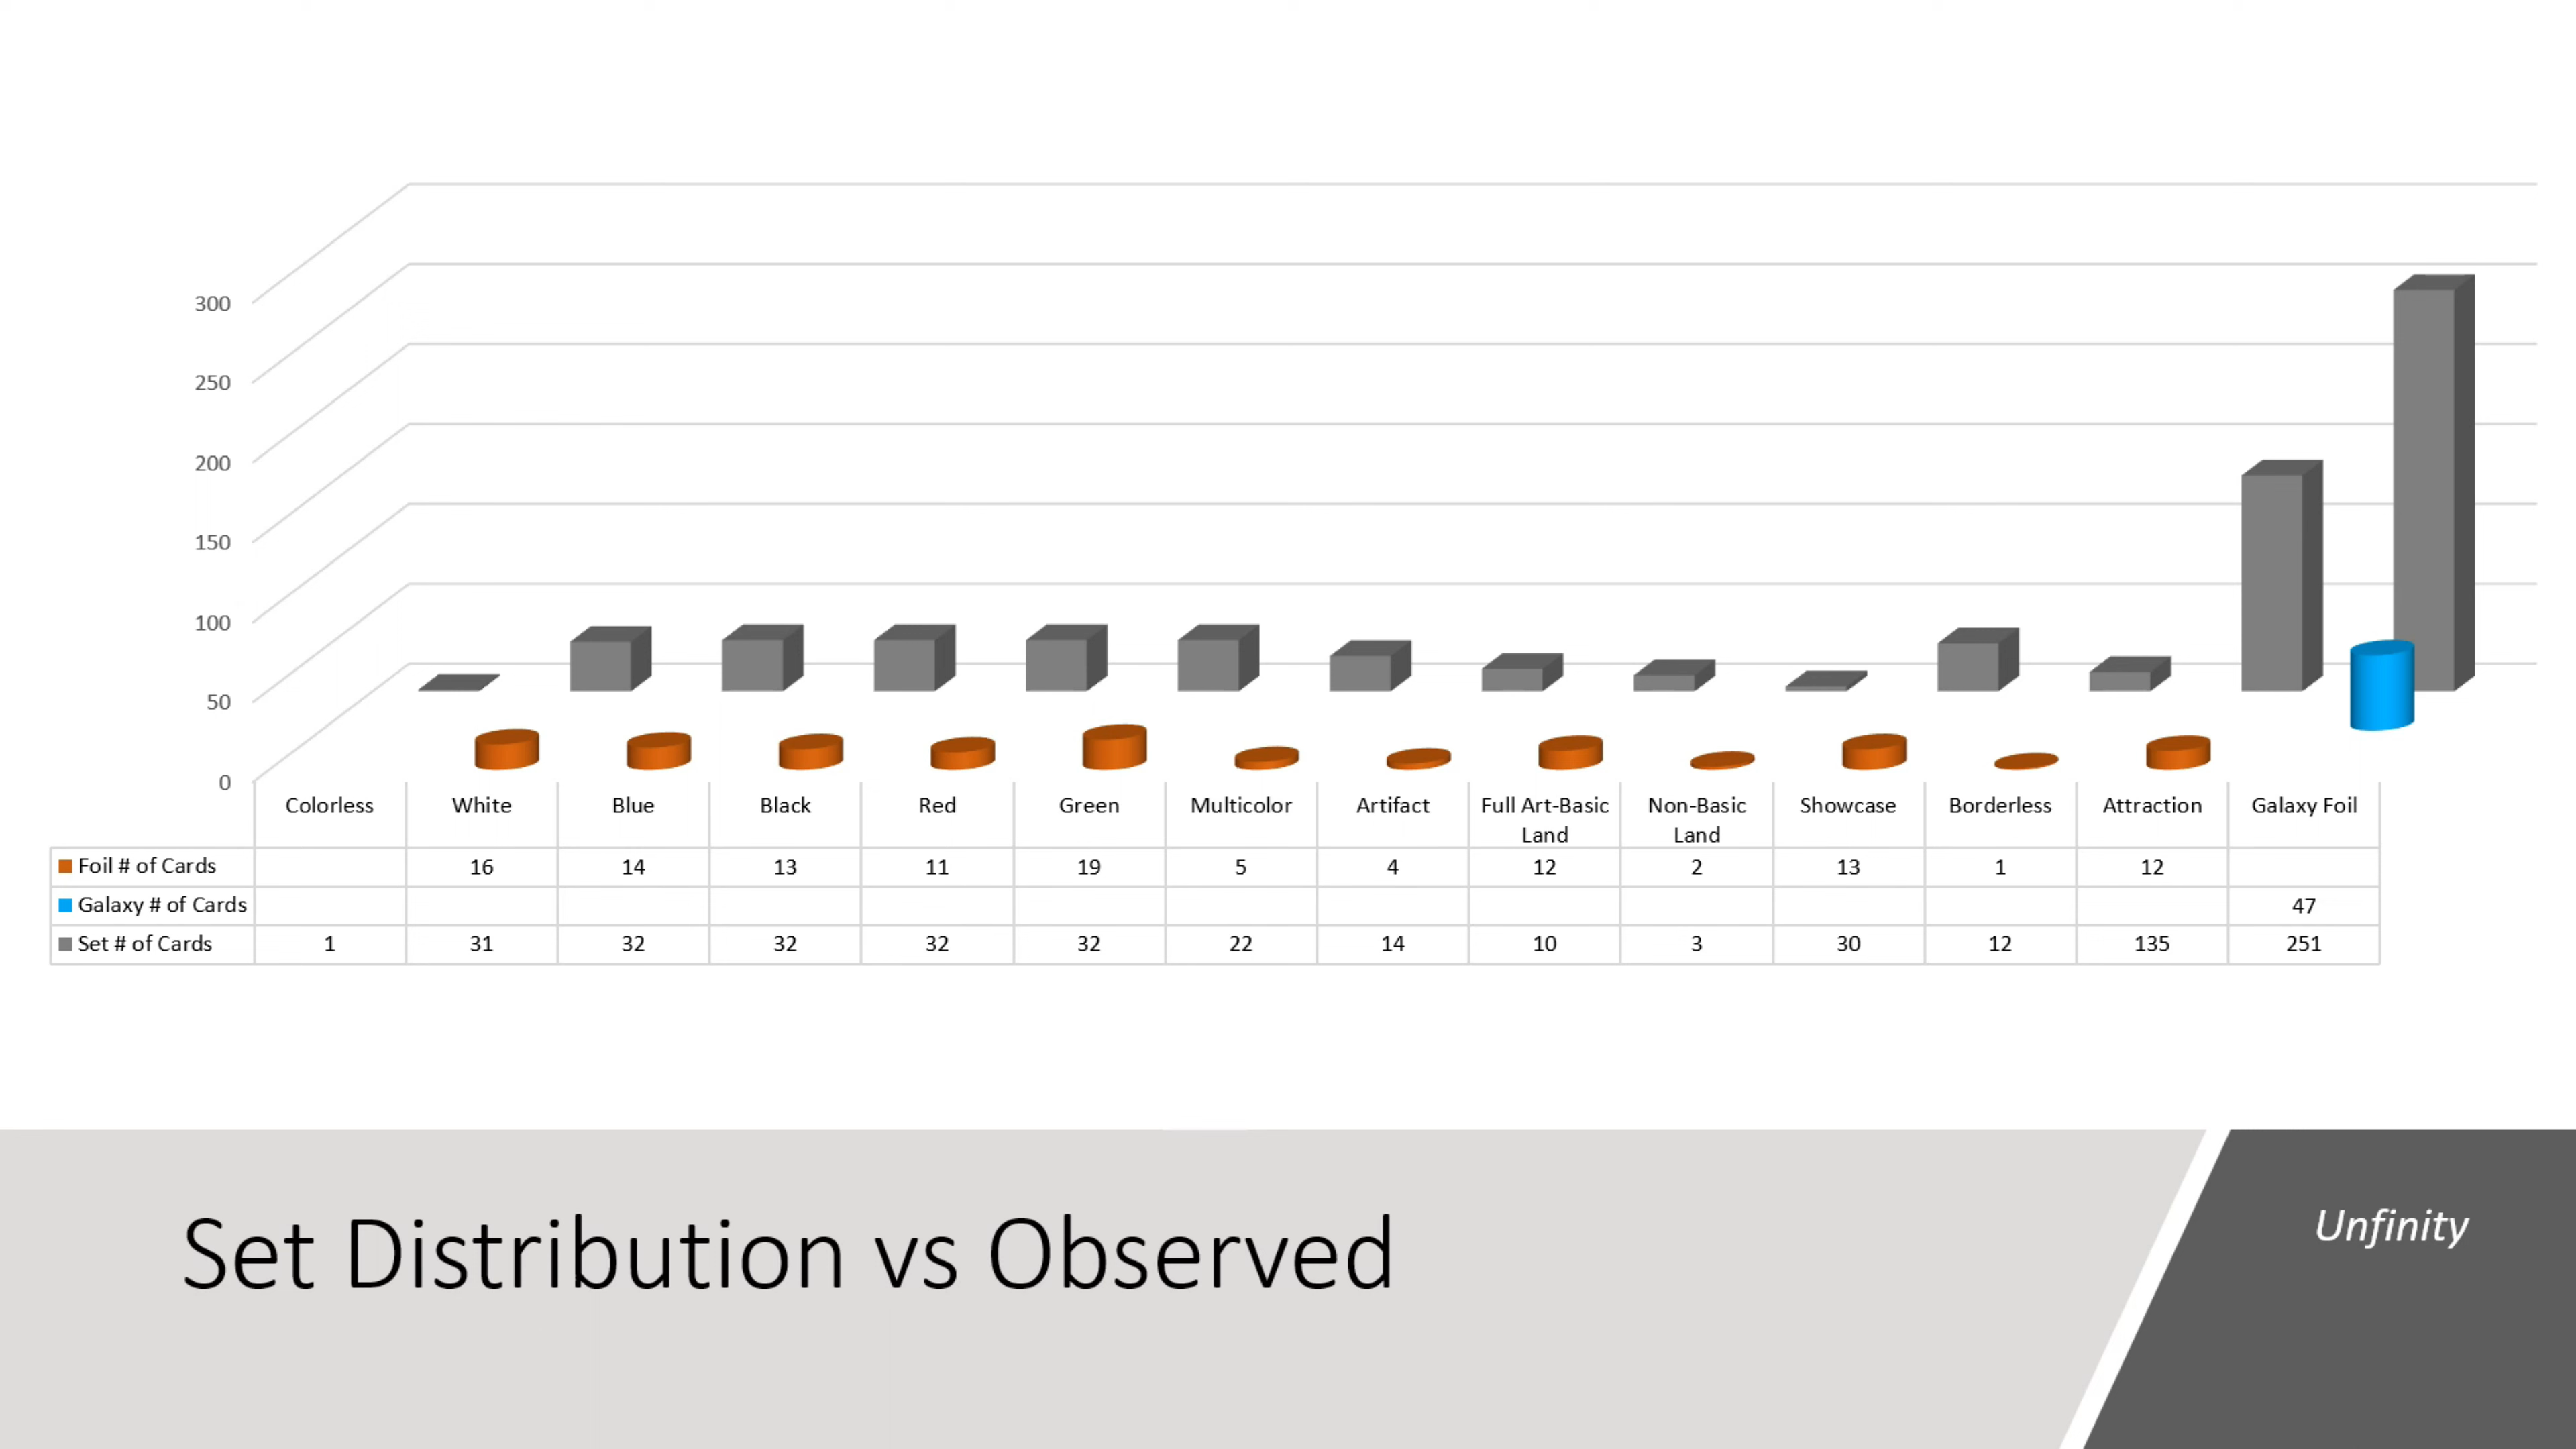 300
250
200
150
100
50
0
Colorless White Blue Black Red Green Multicolor Artifact Full Art-Basic Land Non-Basic Land Showcase Borderless Attraction Galaxy Foil
Foil # of Cards 16 14 13 11 19 5 4 12 2 13 1 12
Galaxy # of Cards 47
Set # of Cards 1 31 32 32 32 32 22 14 10 3 30 12 135 251
Set Distribution vs Observed
Unfinity